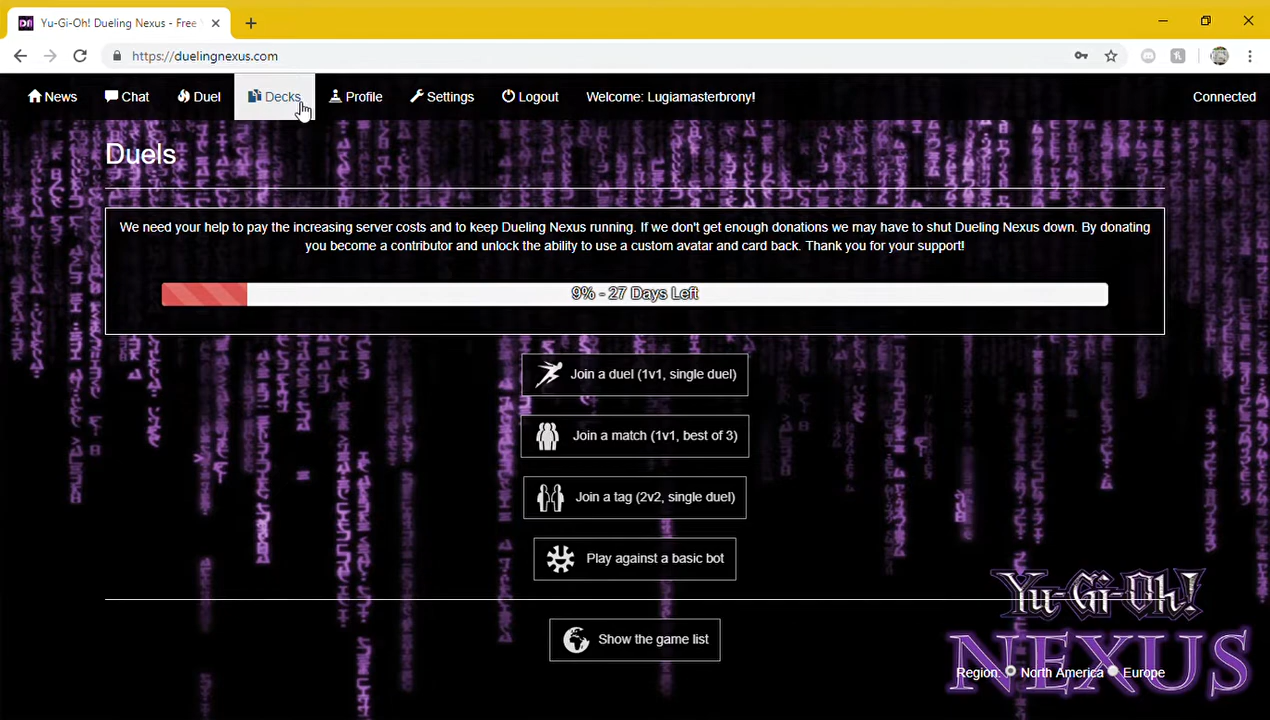 Yu-Gi-Oh! Dueling Nexus - Free
https://duelingnexus.com
News Chat Duel Decks Profile Settings Logout Welcome: Lugiamasterbrony! Connected
Duels
We need your help to pay the increasing server costs and to keep Dueling Nexus running. If we don't get enough donations we may have to shut Dueling Nexus down. By donating
you become a contributor and unlock the ability to use a custom avatar and card back. Thank you for your support!
9% - 27 Days Left
Join a duel (1v1, single duel)
Join a match (1v1, best of 3)
Join a tag (2v2, single duel)
Play against a basic bot
Show the game list
Yu-Gi-Oh!
NEXUS
Region: North America Europe